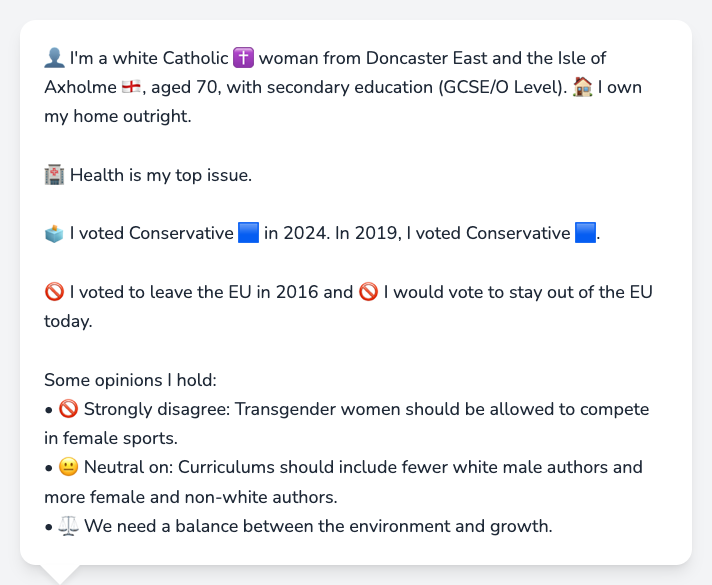 👤 I'm a white Catholic ✝️ woman from Doncaster East and the Isle of
Axholme 🏴󠁧󠁢󠁥󠁮󠁧󠁿, aged 70, with secondary education (GCSE/O Level). 🏠 I own
my home outright.
🏥 Health is my top issue.
🗳️ I voted Conservative 🟦 in 2024. In 2019, I voted Conservative 🟦.
🚫 I voted to leave the EU in 2016 and 🚫 I would vote to stay out of the EU
today.
Some opinions I hold:
• 🚫 Strongly disagree: Transgender women should be allowed to compete
in female sports.
• 😐 Neutral on: Curriculums should include fewer white male authors and
more female and non-white authors.
• ⚖️ We need a balance between the environment and growth.